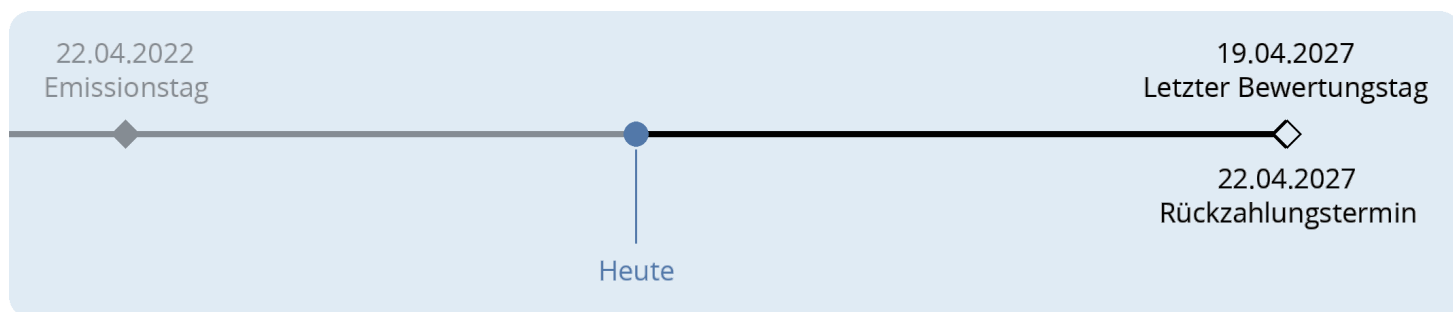 22.04.2022
Emissionstag
19.04.2027
Letzter Bewertungstag
22.04.2027
Rückzahlungstermin
Heute